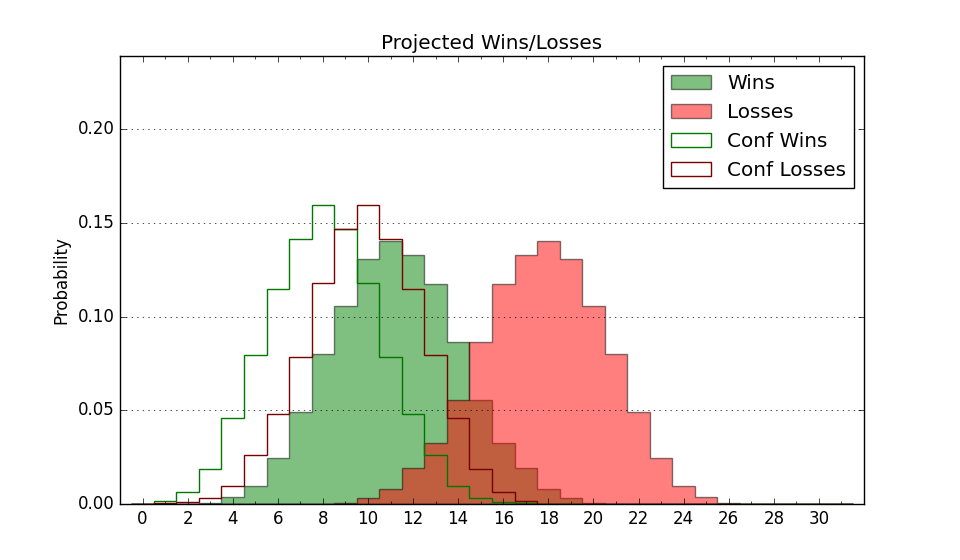 Projected Wins/Losses
Wins
Losses
Conf Wins
Conf Losses
Probability
0.20
0.15
0.10
0.05
0.00
0 2 4 6 8 10 12 14 16 18 20 22 24 26 28 30